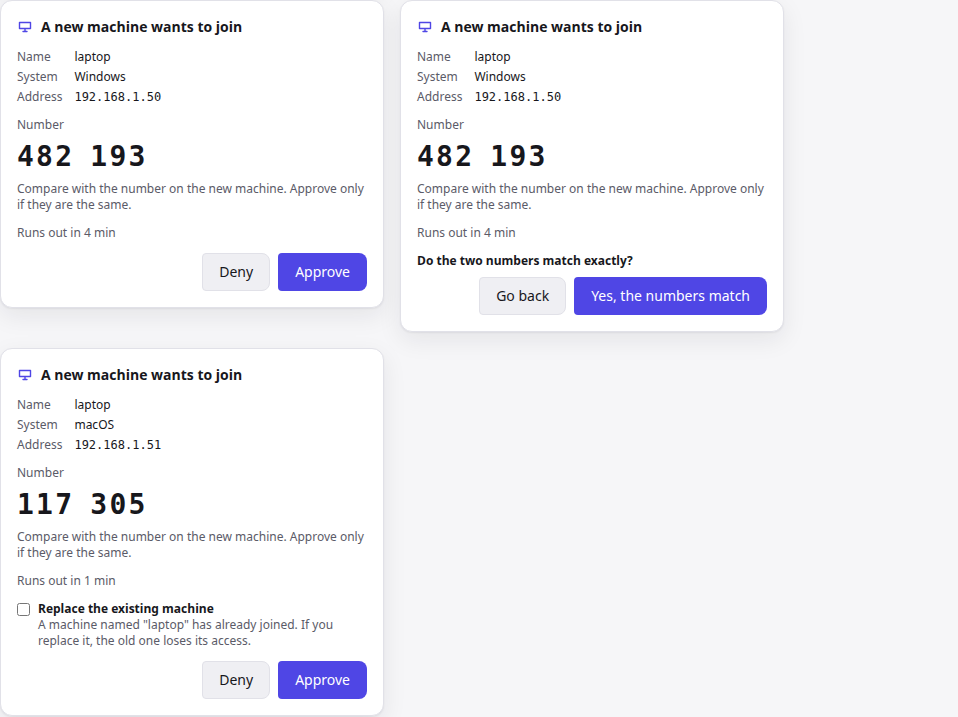 A new machine wants to join
Name laptop
System Windows
Address 192.168.1.50
Number
482 193
Compare with the number on the new machine. Approve only
if they are the same.
Runs out in 4 min
Deny Approve
A new machine wants to join
Name laptop
System Windows
Address 192.168.1.50
Number
482 193
Compare with the number on the new machine. Approve only
if they are the same.
Runs out in 4 min
Do the two numbers match exactly?
Go back Yes, the numbers match
A new machine wants to join
Name laptop
System macOS
Address 192.168.1.51
Number
117 305
Compare with the number on the new machine. Approve only
if they are the same.
Runs out in 1 min
Replace the existing machine
A machine named "laptop" has already joined. If you
replace it, the old one loses its access.
Deny Approve